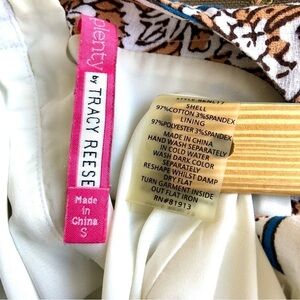 plenty
by TRACY REESE
Made
in
China
S
SHELL
97%COTTON 3%SPANDEX
LINING
97%POLYESTER 3%SPANDEX
MADE IN CHINA
HAND WASH SEPARATELY
IN COLD WATER
WASH DARK COLOR
SEPARATELY
RESHAPE WHILST DAMP
DRY FLAT
TURN GARMENT INSIDE
OUT FLAT IRON
RN#81913